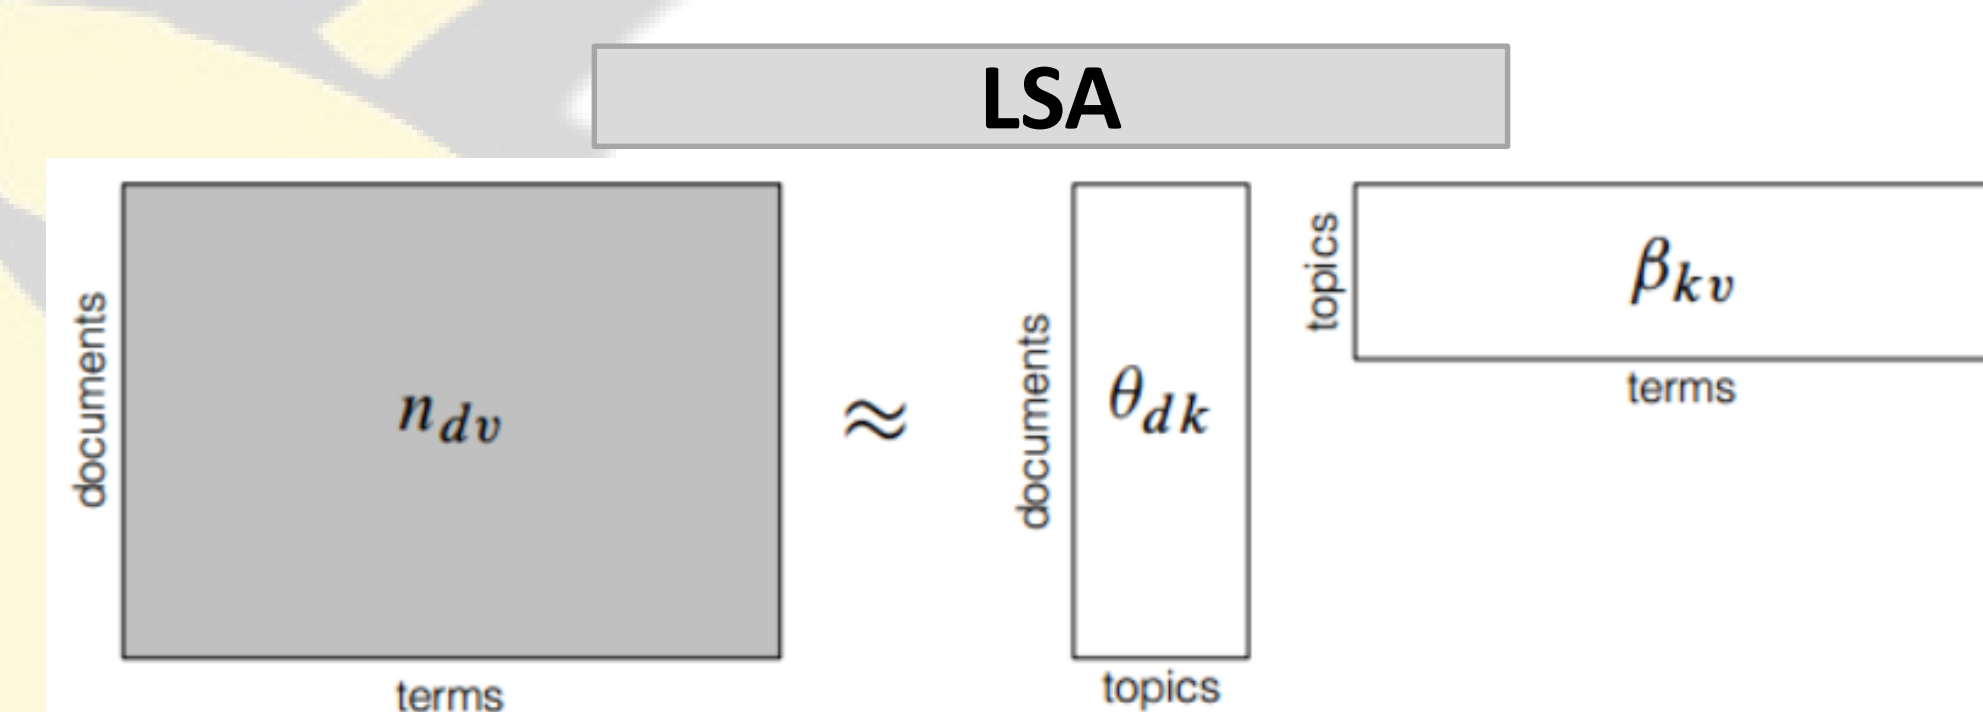 LSA
documents
n_dv
terms
≈
documents
θ_dk
topics
topics
β_kv
terms